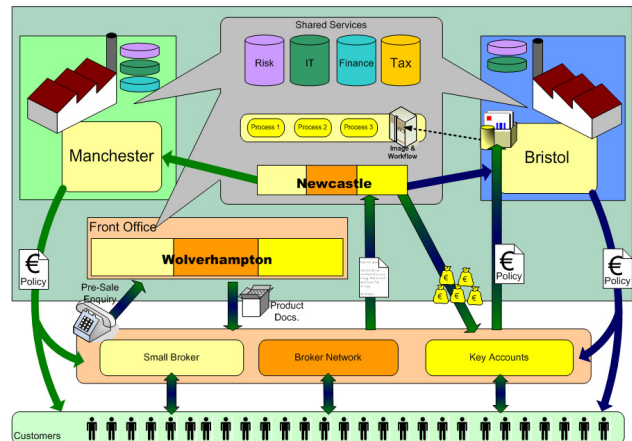 Shared Services
Risk
IT
Finance
Tax
Process 1
Process 2
Process 3
Image &
Workflow
Manchester
Bristol
Newcastle
Front Office
Wolverhampton
€
Policy
€
Policy
€
Policy
Pre-Sale
Enquiry
Product
Docs.
€
€
€
€
€
Small Broker
Broker Network
Key Accounts
Customers